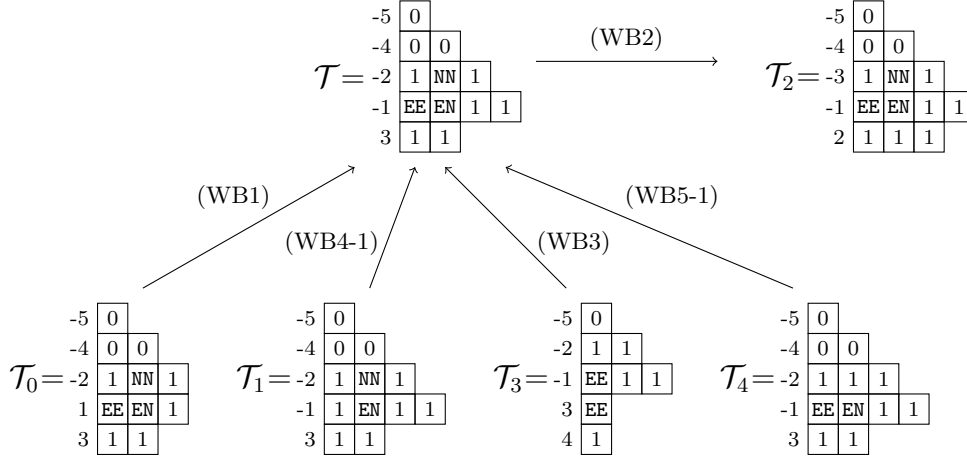 -5 0
-4 0 0
(WB2)
-5 0
-4 0 0
𝒯= -2 1 NN 1
𝒯2= -3 1 NN 1
-1 EE EN 1 1
-1 EE EN 1 1
3 1 1
2 1 1 1
(WB1)
(WB4-1)
(WB3)
(WB5-1)
-5 0
-4 0 0
𝒯0= -2 1 NN 1
1 EE EN 1
3 1 1
-5 0
-4 0 0
𝒯1= -2 1 NN 1
-1 1 EN 1 1
3 1 1
-5 0
-2 1 1
𝒯3= -1 EE 1 1
3 EE
4 1
-5 0
-4 0 0
𝒯4= -2 1 1 1
-1 EE EN 1 1
3 1 1